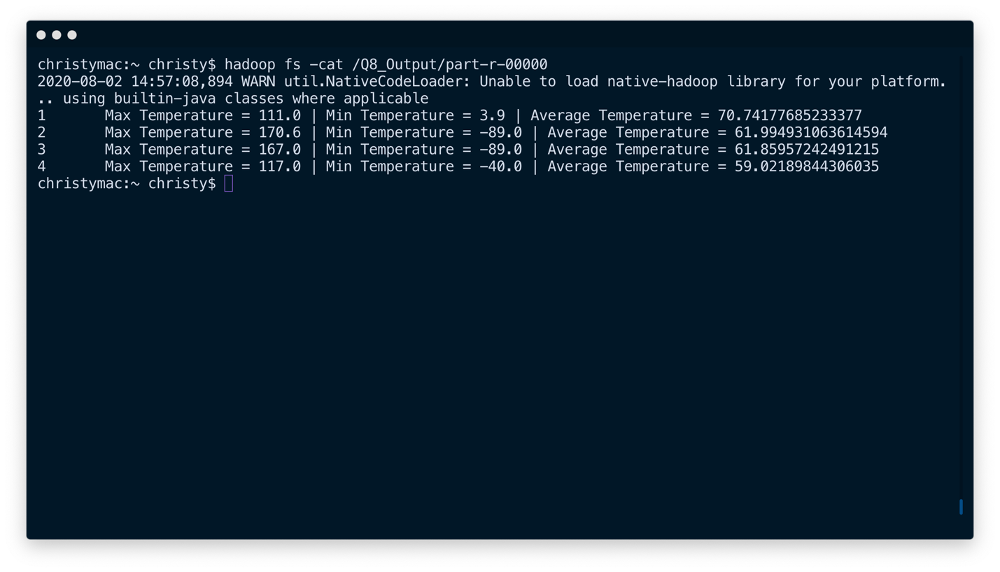 christymac:~ christy$ hadoop fs -cat /Q8_Output/part-r-00000
2020-08-02 14:57:08,894 WARN util.NativeCodeLoader: Unable to load native-hadoop library for your platform.
.. using builtin-java classes where applicable
1       Max Temperature = 111.0 | Min Temperature = 3.9 | Average Temperature = 70.74177685233377
2       Max Temperature = 170.6 | Min Temperature = -89.0 | Average Temperature = 61.994931063614594
3       Max Temperature = 167.0 | Min Temperature = -89.0 | Average Temperature = 61.85957242491215
4       Max Temperature = 117.0 | Min Temperature = -40.0 | Average Temperature = 59.02189844306035
christymac:~ christy$